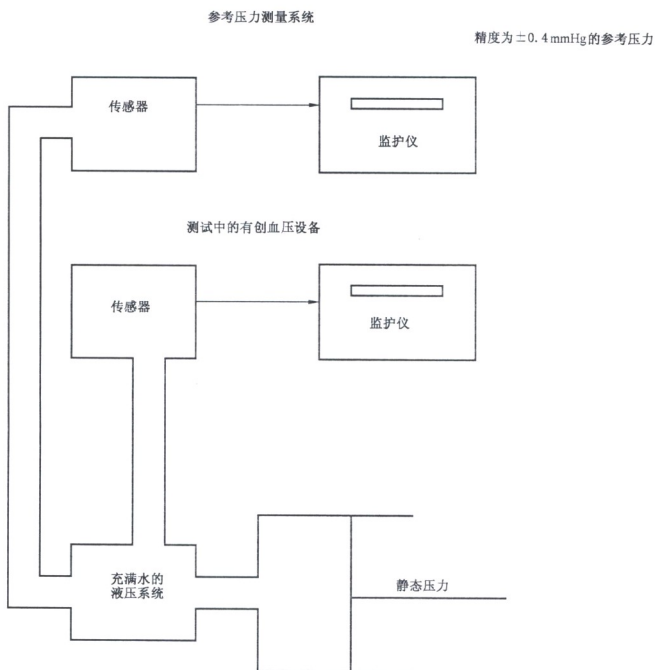 参考压力测量系统
精度为±0.4mmHg的参考压力
传感器
监护仪
测试中的有创血压设备
传感器
监护仪
充满水的
液压系统
静态压力